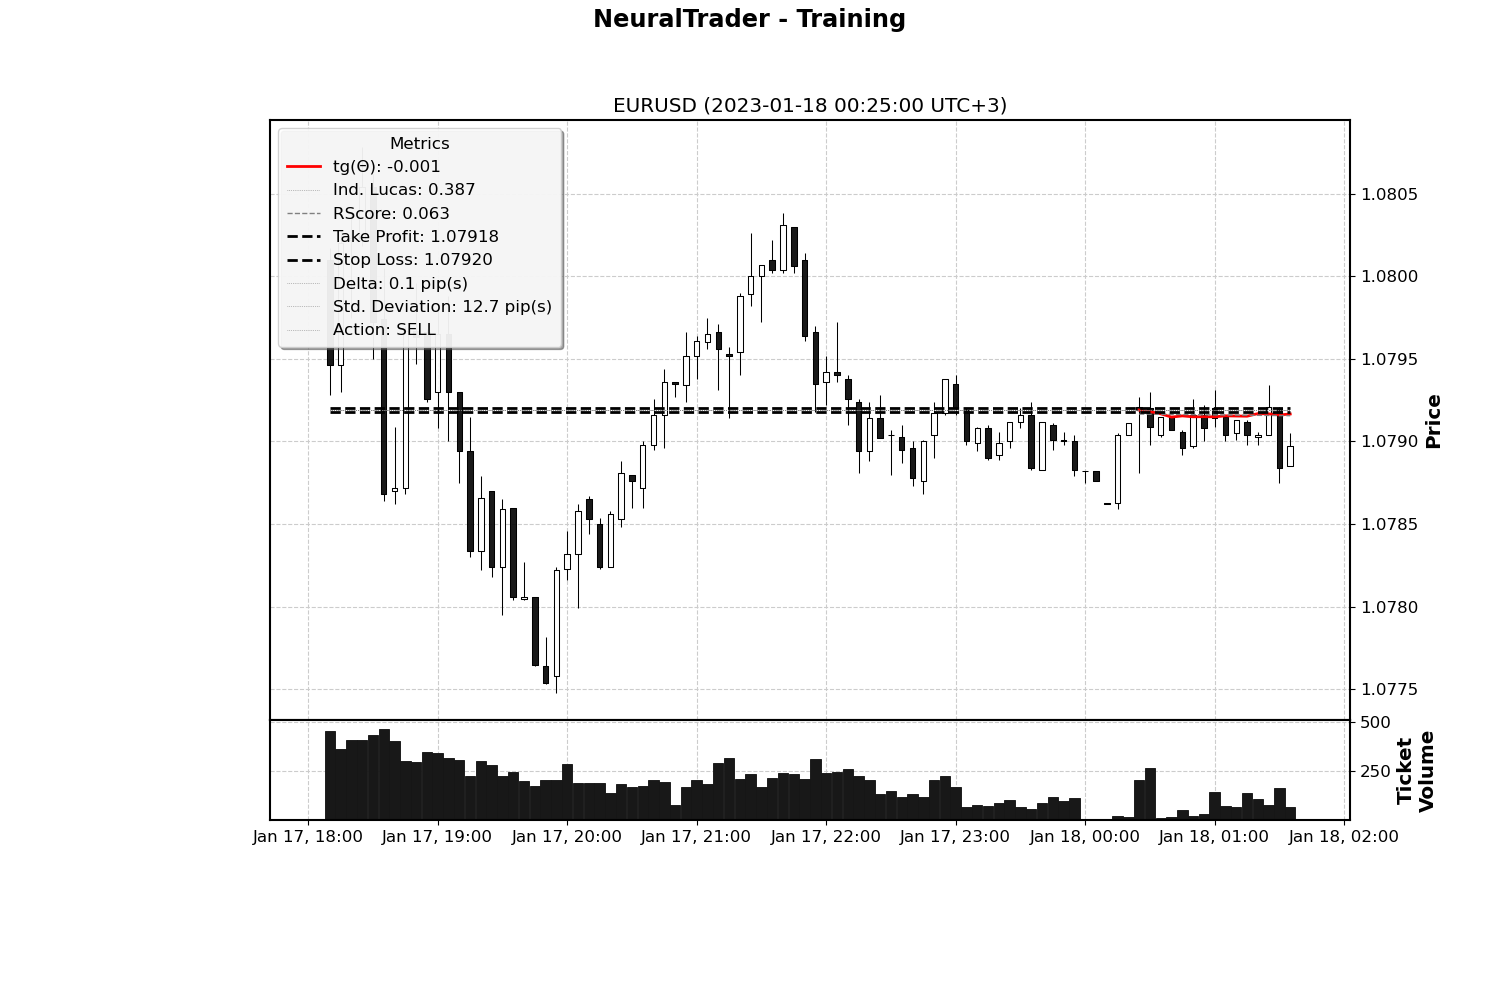 NeuralTrader - Training
EURUSD (2023-01-18 00:25:00 UTC+3)
Metrics
tg(Θ): -0.001
Ind. Lucas: 0.387
RScore: 0.063
Take Profit: 1.07918
Stop Loss: 1.07920
Delta: 0.1 pip(s)
Std. Deviation: 12.7 pip(s)
Action: SELL
1.0805
1.0800
1.0795
1.0790
1.0785
1.0780
1.0775
Price
500
250
Ticket
Volume
Jan 17, 18:00
Jan 17, 19:00
Jan 17, 20:00
Jan 17, 21:00
Jan 17, 22:00
Jan 17, 23:00
Jan 18, 00:00
Jan 18, 01:00
Jan 18, 02:00